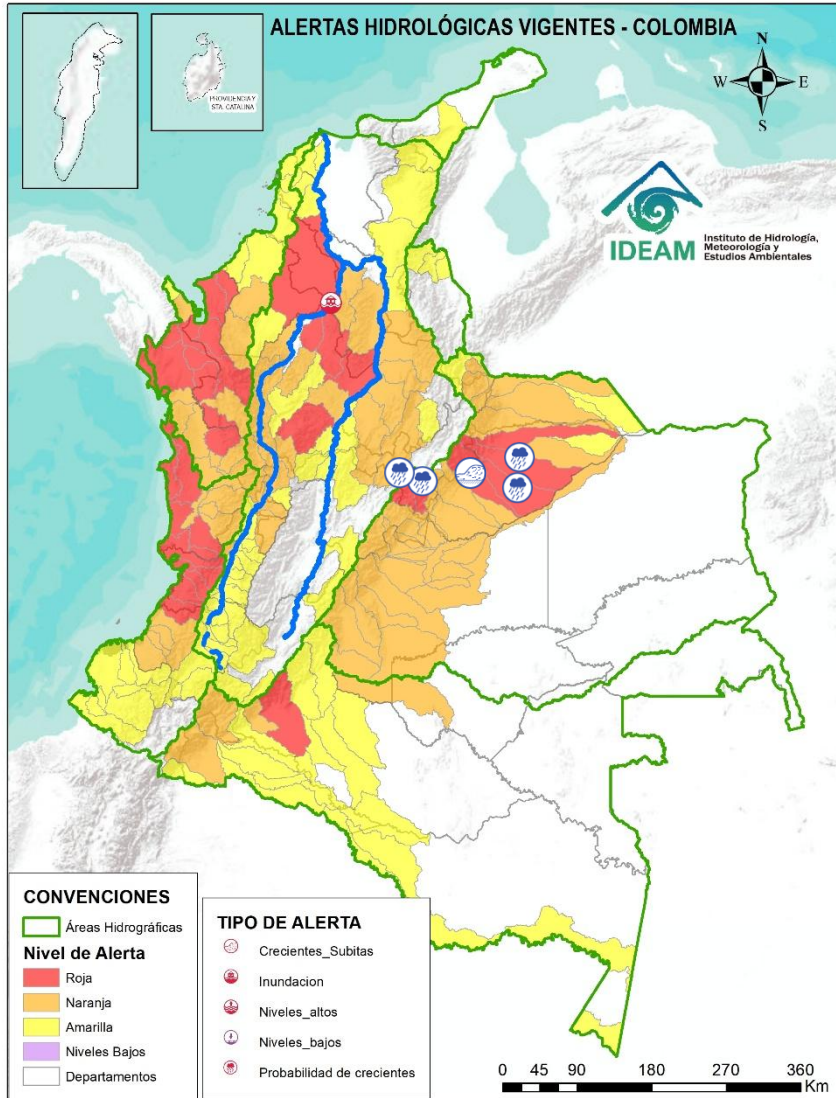 ALERTAS HIDROLÓGICAS VIGENTES - COLOMBIA
PROVIDENCIA Y
STA. CATALINA
N
W
E
S
IDEAM
Instituto de Hidrología,
Meteorología y
Estudios Ambientales
CONVENCIONES
Áreas Hidrográficas
Nivel de Alerta
Roja
Naranja
Amarilla
Niveles Bajos
Departamentos
TIPO DE ALERTA
Crecientes_Subitas
Inundacion
Niveles_altos
Niveles_bajos
Probabilidad de crecientes
0 45 90 180 270 360
Km